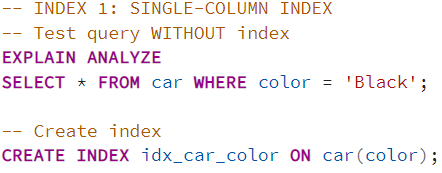 -- INDEX 1: SINGLE-COLUMN INDEX
-- Test query WITHOUT index
EXPLAIN ANALYZE
SELECT * FROM car WHERE color = 'Black';
-- Create index
CREATE INDEX idx_car_color ON car(color);